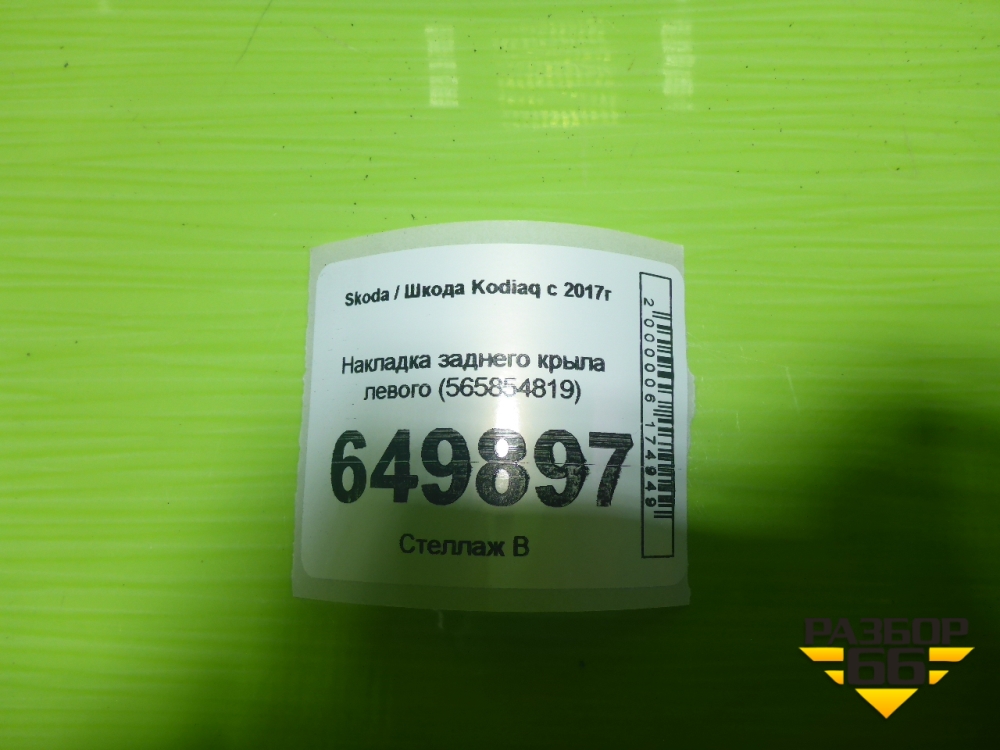 Skoda / Шкода Kodiaq с 2017г
Накладка заднего крыла
левого (565854819)
649897
Стеллаж В
2000006174949
РАЗБОР
66